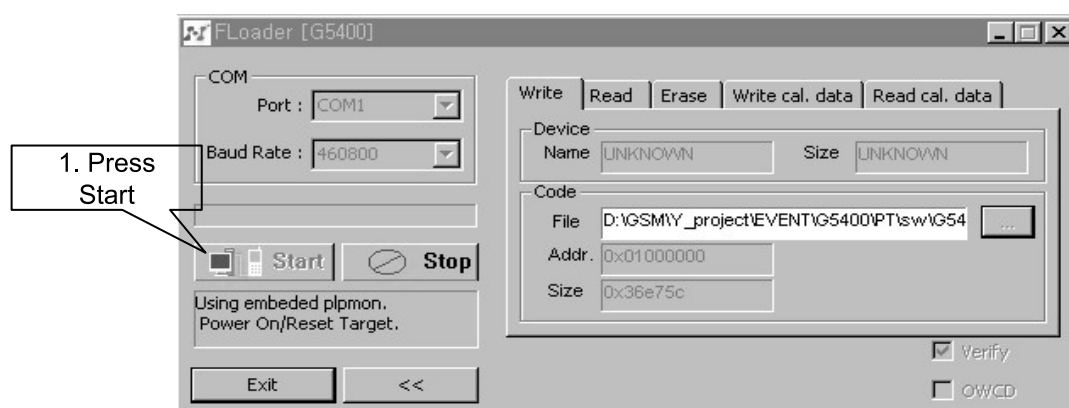 FLoader [G5400]
COM
Port : COM1
Baud Rate : 460800
1. Press
Start
Start
Stop
Using embeded plpmon.
Power On/Reset Target.
Exit
<<
Write
Read
Erase
Write cal. data
Read cal. data
Device
Name UNKNOWN
Size UNKNOWN
Code
File D:\GSM\Y_project\EVENT\G5400\PT\sw\G54
...
Addr. 0x01000000
Size 0x36e75c
Verify
OWCD